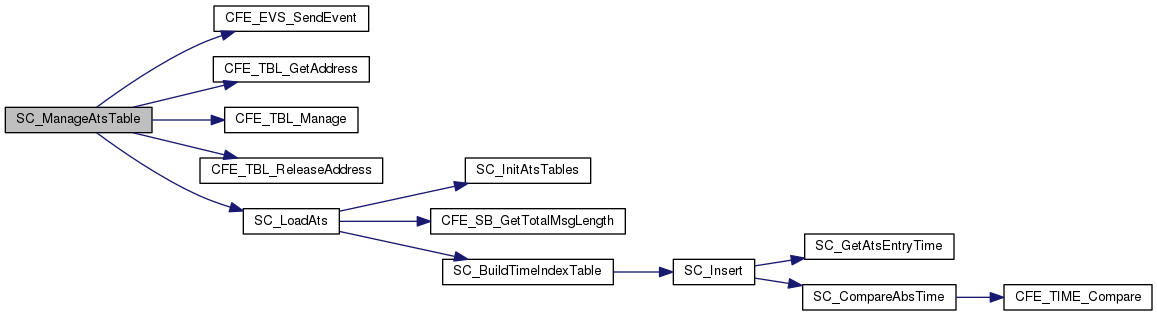 CFE_EVS_SendEvent
CFE_TBL_GetAddress
SC_ManageAtsTable
CFE_TBL_Manage
CFE_TBL_ReleaseAddress
SC_InitAtsTables
SC_LoadAts
CFE_SB_GetTotalMsgLength
SC_GetAtsEntryTime
SC_BuildTimeIndexTable
SC_Insert
SC_CompareAbsTime
CFE_TIME_Compare